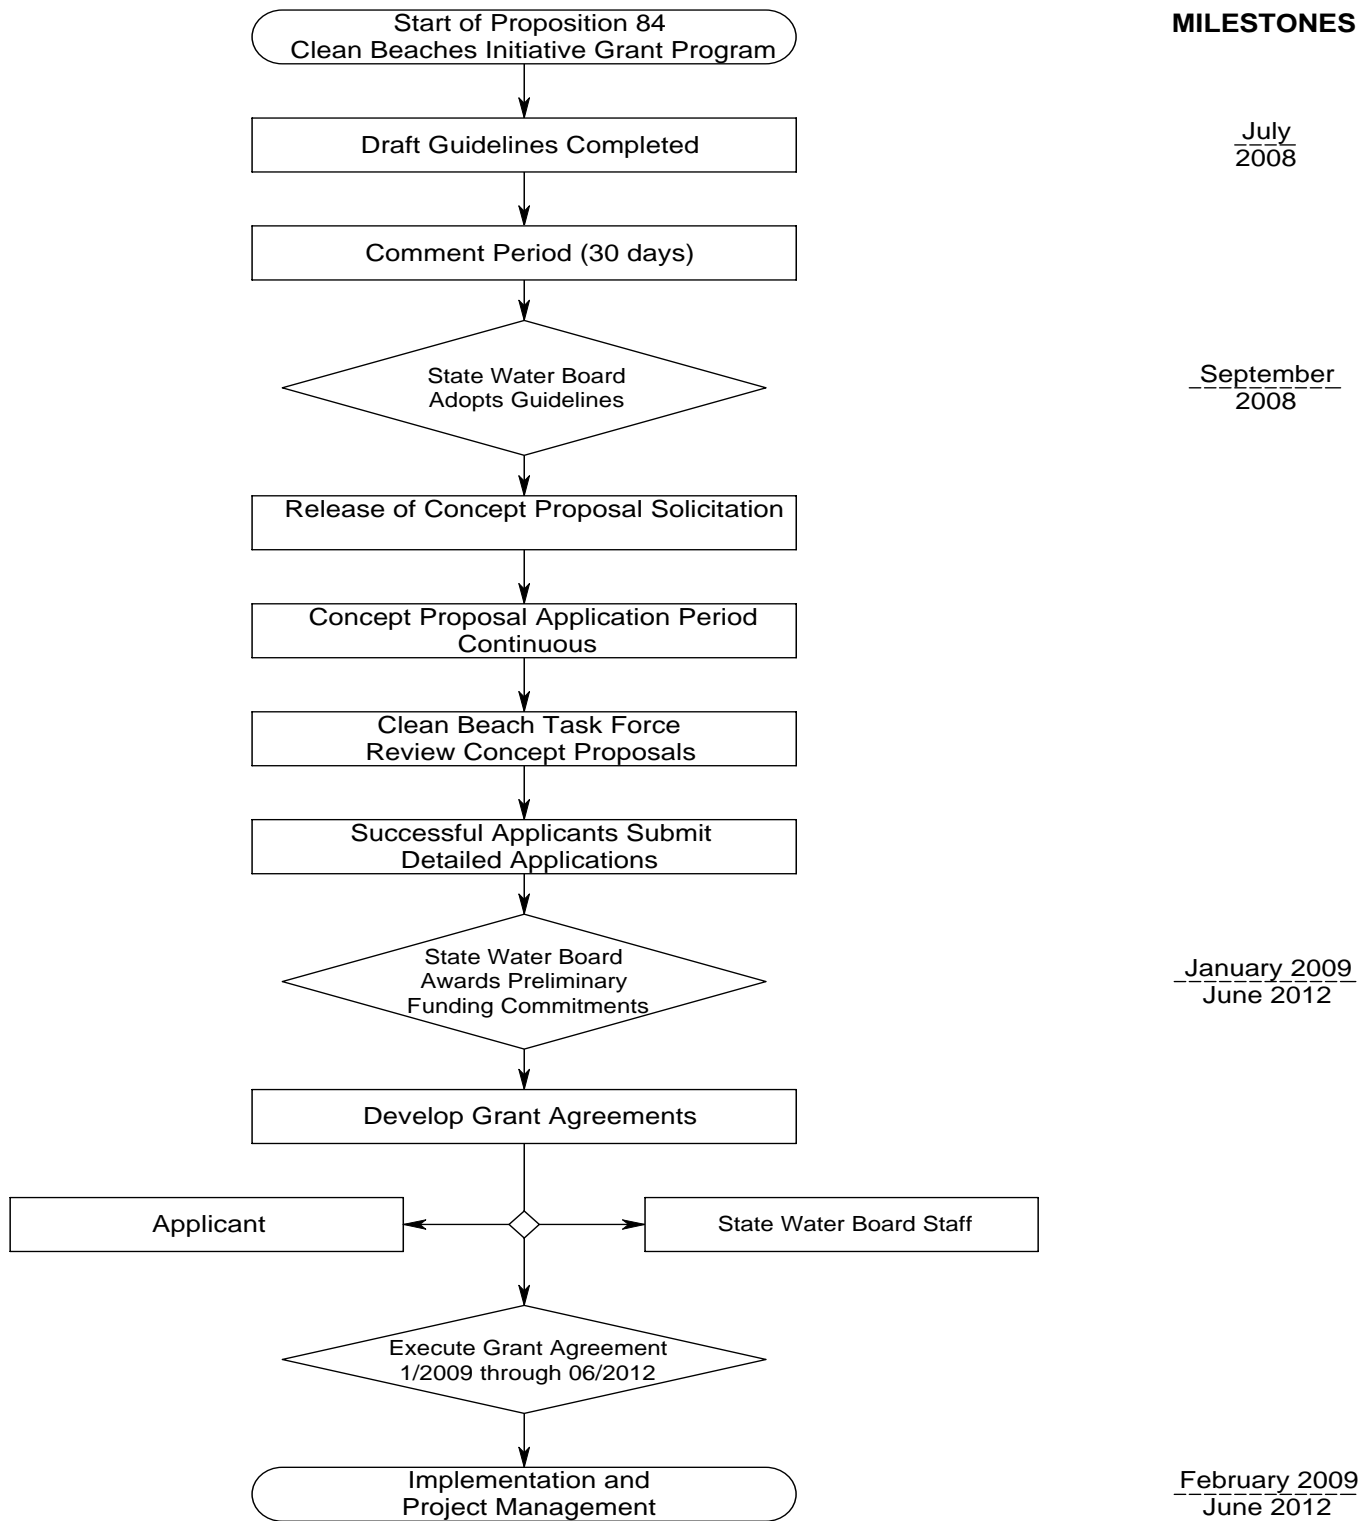 Start of Proposition 84
Clean Beaches Initiative Grant Program
MILESTONES
Draft Guidelines Completed
July
2008
Comment Period (30 days)
State Water Board
Adopts Guidelines
September
2008
Release of Concept Proposal Solicitation
Concept Proposal Application Period
Continuous
Clean Beach Task Force
Review Concept Proposals
Successful Applicants Submit
Detailed Applications
State Water Board
Awards Preliminary
Funding Commitments
January 2009
June 2012
Develop Grant Agreements
Applicant
State Water Board Staff
Execute Grant Agreement
1/2009 through 06/2012
Implementation and
Project Management
February 2009
June 2012